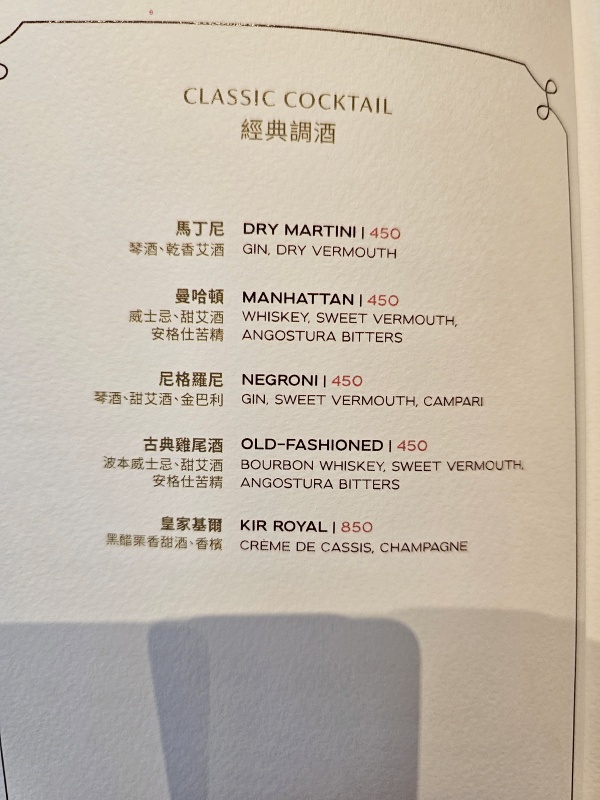 CLASSIC COCKTAIL
經典調酒
馬丁尼 DRY MARTINI | 450
琴酒、乾香艾酒 GIN, DRY VERMOUTH
曼哈頓 MANHATTAN | 450
威士忌、甜艾酒 WHISKEY, SWEET VERMOUTH,
安格仕苦精 ANGOSTURA BITTERS
尼格羅尼 NEGRONI | 450
琴酒、甜艾酒、金巴利 GIN, SWEET VERMOUTH, CAMPARI
古典雞尾酒 OLD-FASHIONED | 450
波本威士忌、甜艾酒 BOURBON WHISKEY, SWEET VERMOUTH,
安格仕苦精 ANGOSTURA BITTERS
皇家基爾 KIR ROYAL | 850
黑醋栗香甜酒、香檳 CRÈME DE CASSIS, CHAMPAGNE